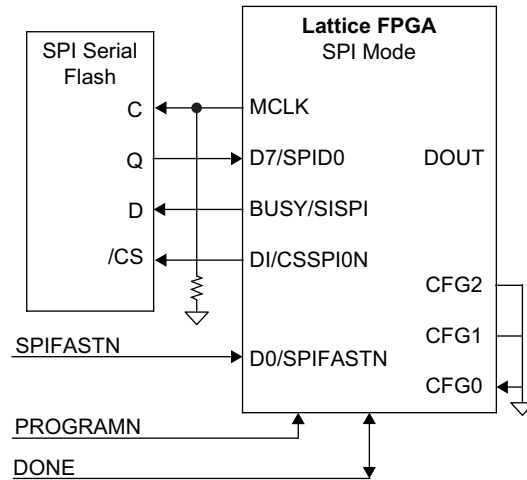 Lattice FPGA
SPI Mode
SPI Serial
Flash
C
MCLK
Q
D7/SPID0
DOUT
D
BUSY/SISPI
/CS
DI/CSSPI0N
CFG2
CFG1
SPIFASTN
D0/SPIFASTN
CFG0
PROGRAMN
DONE